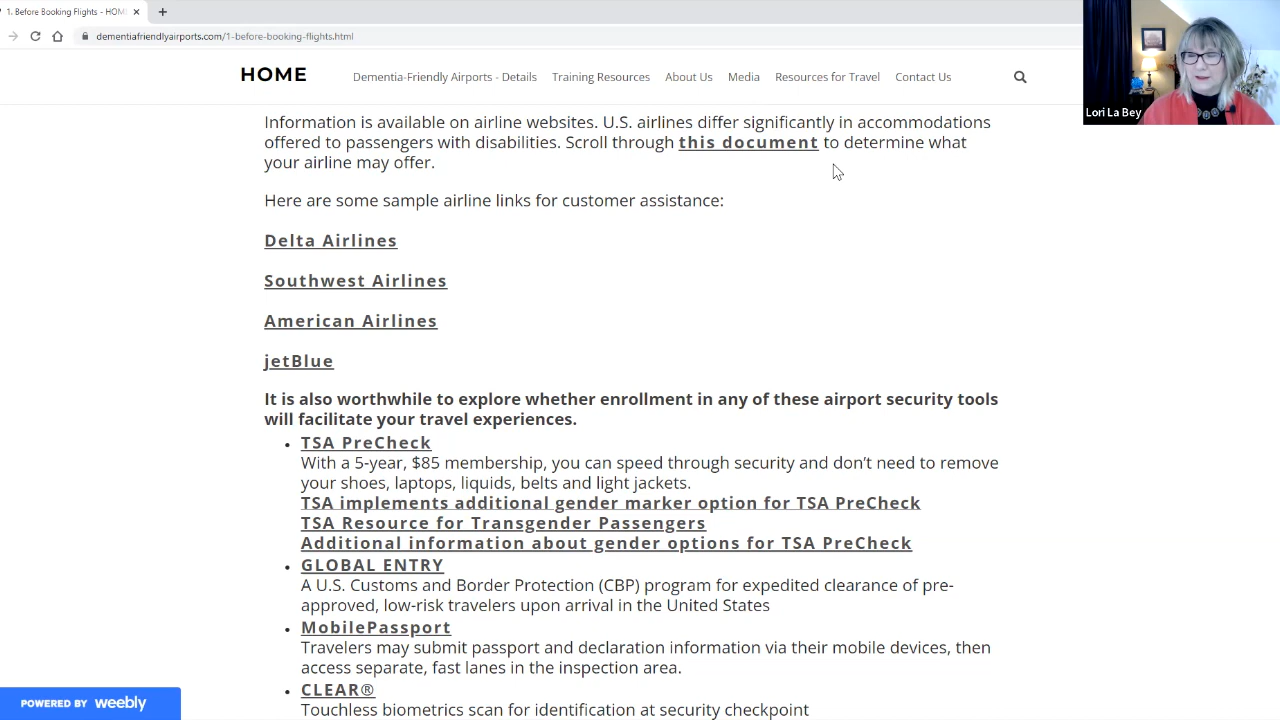 1. Before Booking Flights - HOM
dementiafriendlyairports.com/1-before-booking-flights.html
HOME
Dementia-Friendly Airports - Details
Training Resources
About Us
Media
Resources for Travel
Contact Us
Lori La Bey
Information is available on airline websites. U.S. airlines differ significantly in accommodations
offered to passengers with disabilities. Scroll through this document to determine what
your airline may offer.
Here are some sample airline links for customer assistance:
Delta Airlines
Southwest Airlines
American Airlines
jetBlue
It is also worthwhile to explore whether enrollment in any of these airport security tools
will facilitate your travel experiences.
• TSA PreCheck
With a 5-year, $85 membership, you can speed through security and don't need to remove
your shoes, laptops, liquids, belts and light jackets.
TSA implements additional gender marker option for TSA PreCheck
TSA Resource for Transgender Passengers
Additional information about gender options for TSA PreCheck
• GLOBAL ENTRY
A U.S. Customs and Border Protection (CBP) program for expedited clearance of pre-
approved, low-risk travelers upon arrival in the United States
• MobilePassport
Travelers may submit passport and declaration information via their mobile devices, then
access separate, fast lanes in the inspection area.
• CLEAR®
Touchless biometrics scan for identification at security checkpoint
POWERED BY weebly